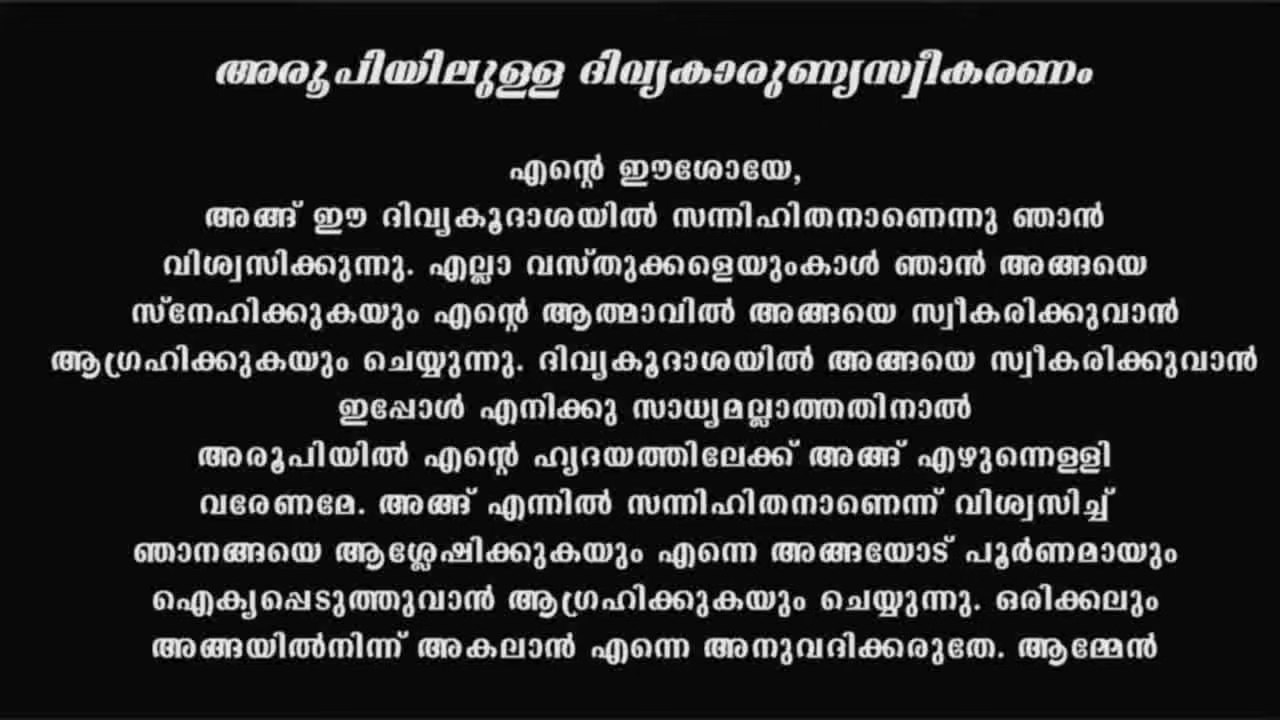 അരൂപിയിലുള്ള ദിവ്യകാരുണ്യസ്വീകരണം
എന്റെ ഈശോയേ,
അങ്ങ് ഈ ദിവ്യകൂദാശയിൽ സന്നിഹിതനാണെന്നു ഞാൻ
വിശ്വസിക്കുന്നു. എല്ലാ വസ്തുക്കളെയുംകാൾ ഞാൻ അങ്ങയെ
സ്നേഹിക്കുകയും എന്റെ ആത്മാവിൽ അങ്ങയെ സ്വീകരിക്കുവാൻ
ആഗ്രഹിക്കുകയും ചെയ്യുന്നു. ദിവ്യകൂദാശയിൽ അങ്ങയെ സ്വീകരിക്കുവാൻ
ഇപ്പോൾ എനിക്കു സാധ്യമല്ലാത്തതിനാൽ
അരൂപിയിൽ എന്റെ ഹൃദയത്തിലേക്ക് അങ്ങ് എഴുന്നെള്ളി
വരേണമേ. അങ്ങ് എന്നിൽ സന്നിഹിതനാണെന്ന് വിശ്വസിച്ച്
ഞാനങ്ങയെ ആശ്ലേഷിക്കുകയും എന്നെ അങ്ങയോട് പൂർണമായും
ഐക്യപ്പെടുത്തുവാൻ ആഗ്രഹിക്കുകയും ചെയ്യുന്നു. ഒരിക്കലും
അങ്ങയിൽനിന്ന് അകലാൻ എന്നെ അനുവദിക്കരുതേ. ആമ്മേൻ